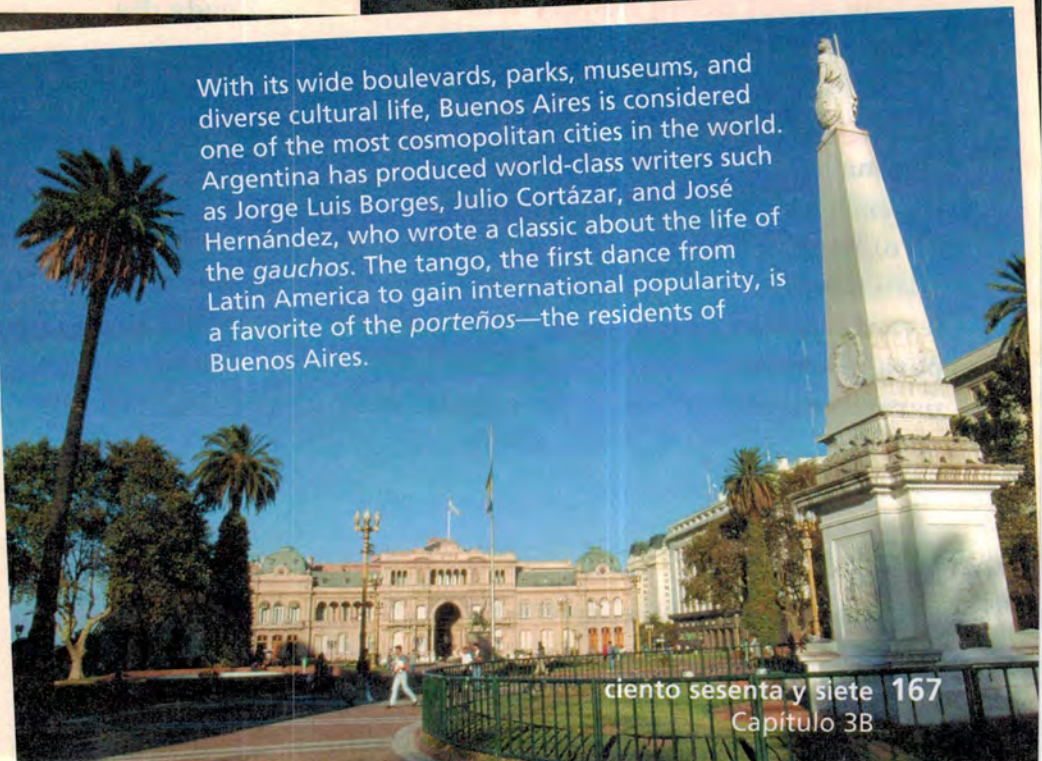 With its wide boulevards, parks, museums, and
diverse cultural life, Buenos Aires is considered
one of the most cosmopolitan cities in the world.
Argentina has produced world-class writers such
as Jorge Luis Borges, Julio Cortázar, and José
Hernández, who wrote a classic about the life of
the gauchos. The tango, the first dance from
Latin America to gain international popularity, is
a favorite of the porteños—the residents of
Buenos Aires.
ciento sesenta y siete 167
Capítulo 3B